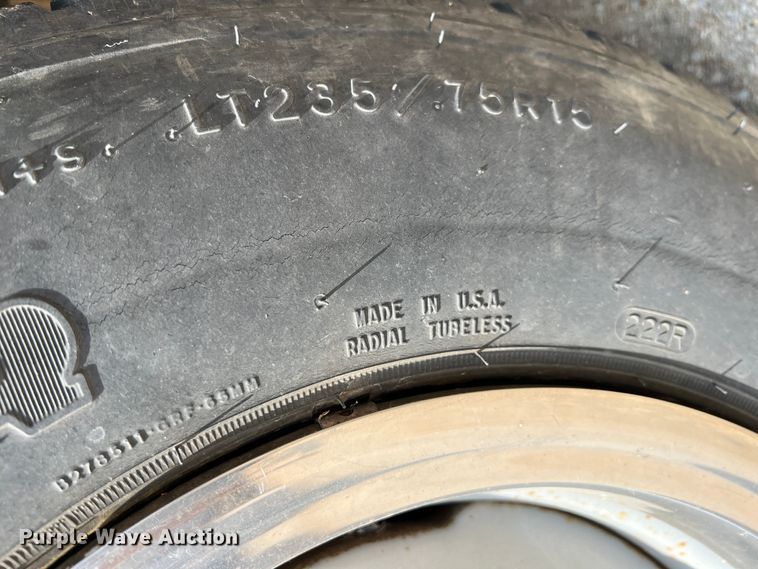 +S. LT235/75R15
MADE IN U.S.A.
RADIAL TUBELESS
222R
Purple Wave Auction